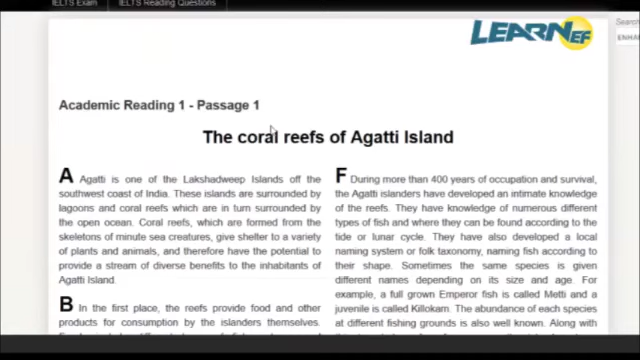 IELTS Exam
IELTS Reading Questions
LEARNEF
Search
ENHAN
Academic Reading 1 - Passage 1
The coral reefs of Agatti Island
A Agatti is one of the Lakshadweep Islands off the
southwest coast of India. These islands are surrounded by
lagoons and coral reefs which are in turn surrounded by
the open ocean. Coral reefs, which are formed from the
skeletons of minute sea creatures, give shelter to a variety
of plants and animals, and therefore have the potential to
provide a stream of diverse benefits to the inhabitants of
Agatti Island.
B In the first place, the reefs provide food and other
products for consumption by the islanders themselves.
F During more than 400 years of occupation and survival,
the Agatti islanders have developed an intimate knowledge
of the reefs. They have knowledge of numerous different
types of fish and where they can be found according to the
tide or lunar cycle. They have also developed a local
naming system or folk taxonomy, naming fish according to
their shape. Sometimes the same species is given
different names depending on its size and age. For
example, a full grown Emperor fish is called Metti and a
juvenile is called Killokam. The abundance of each species
at different fishing grounds is also well known. Along with